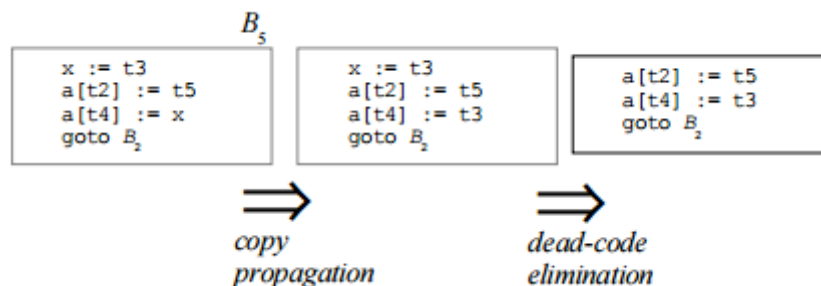 B₅
x := t3
a[t2] := t5
a[t4] := x
goto B₂
x := t3
a[t2] := t5
a[t4] := t3
goto B₂
a[t2] := t5
a[t4] := t3
goto B₂
⇒
copy
propagation
⇒
dead-code
elimination